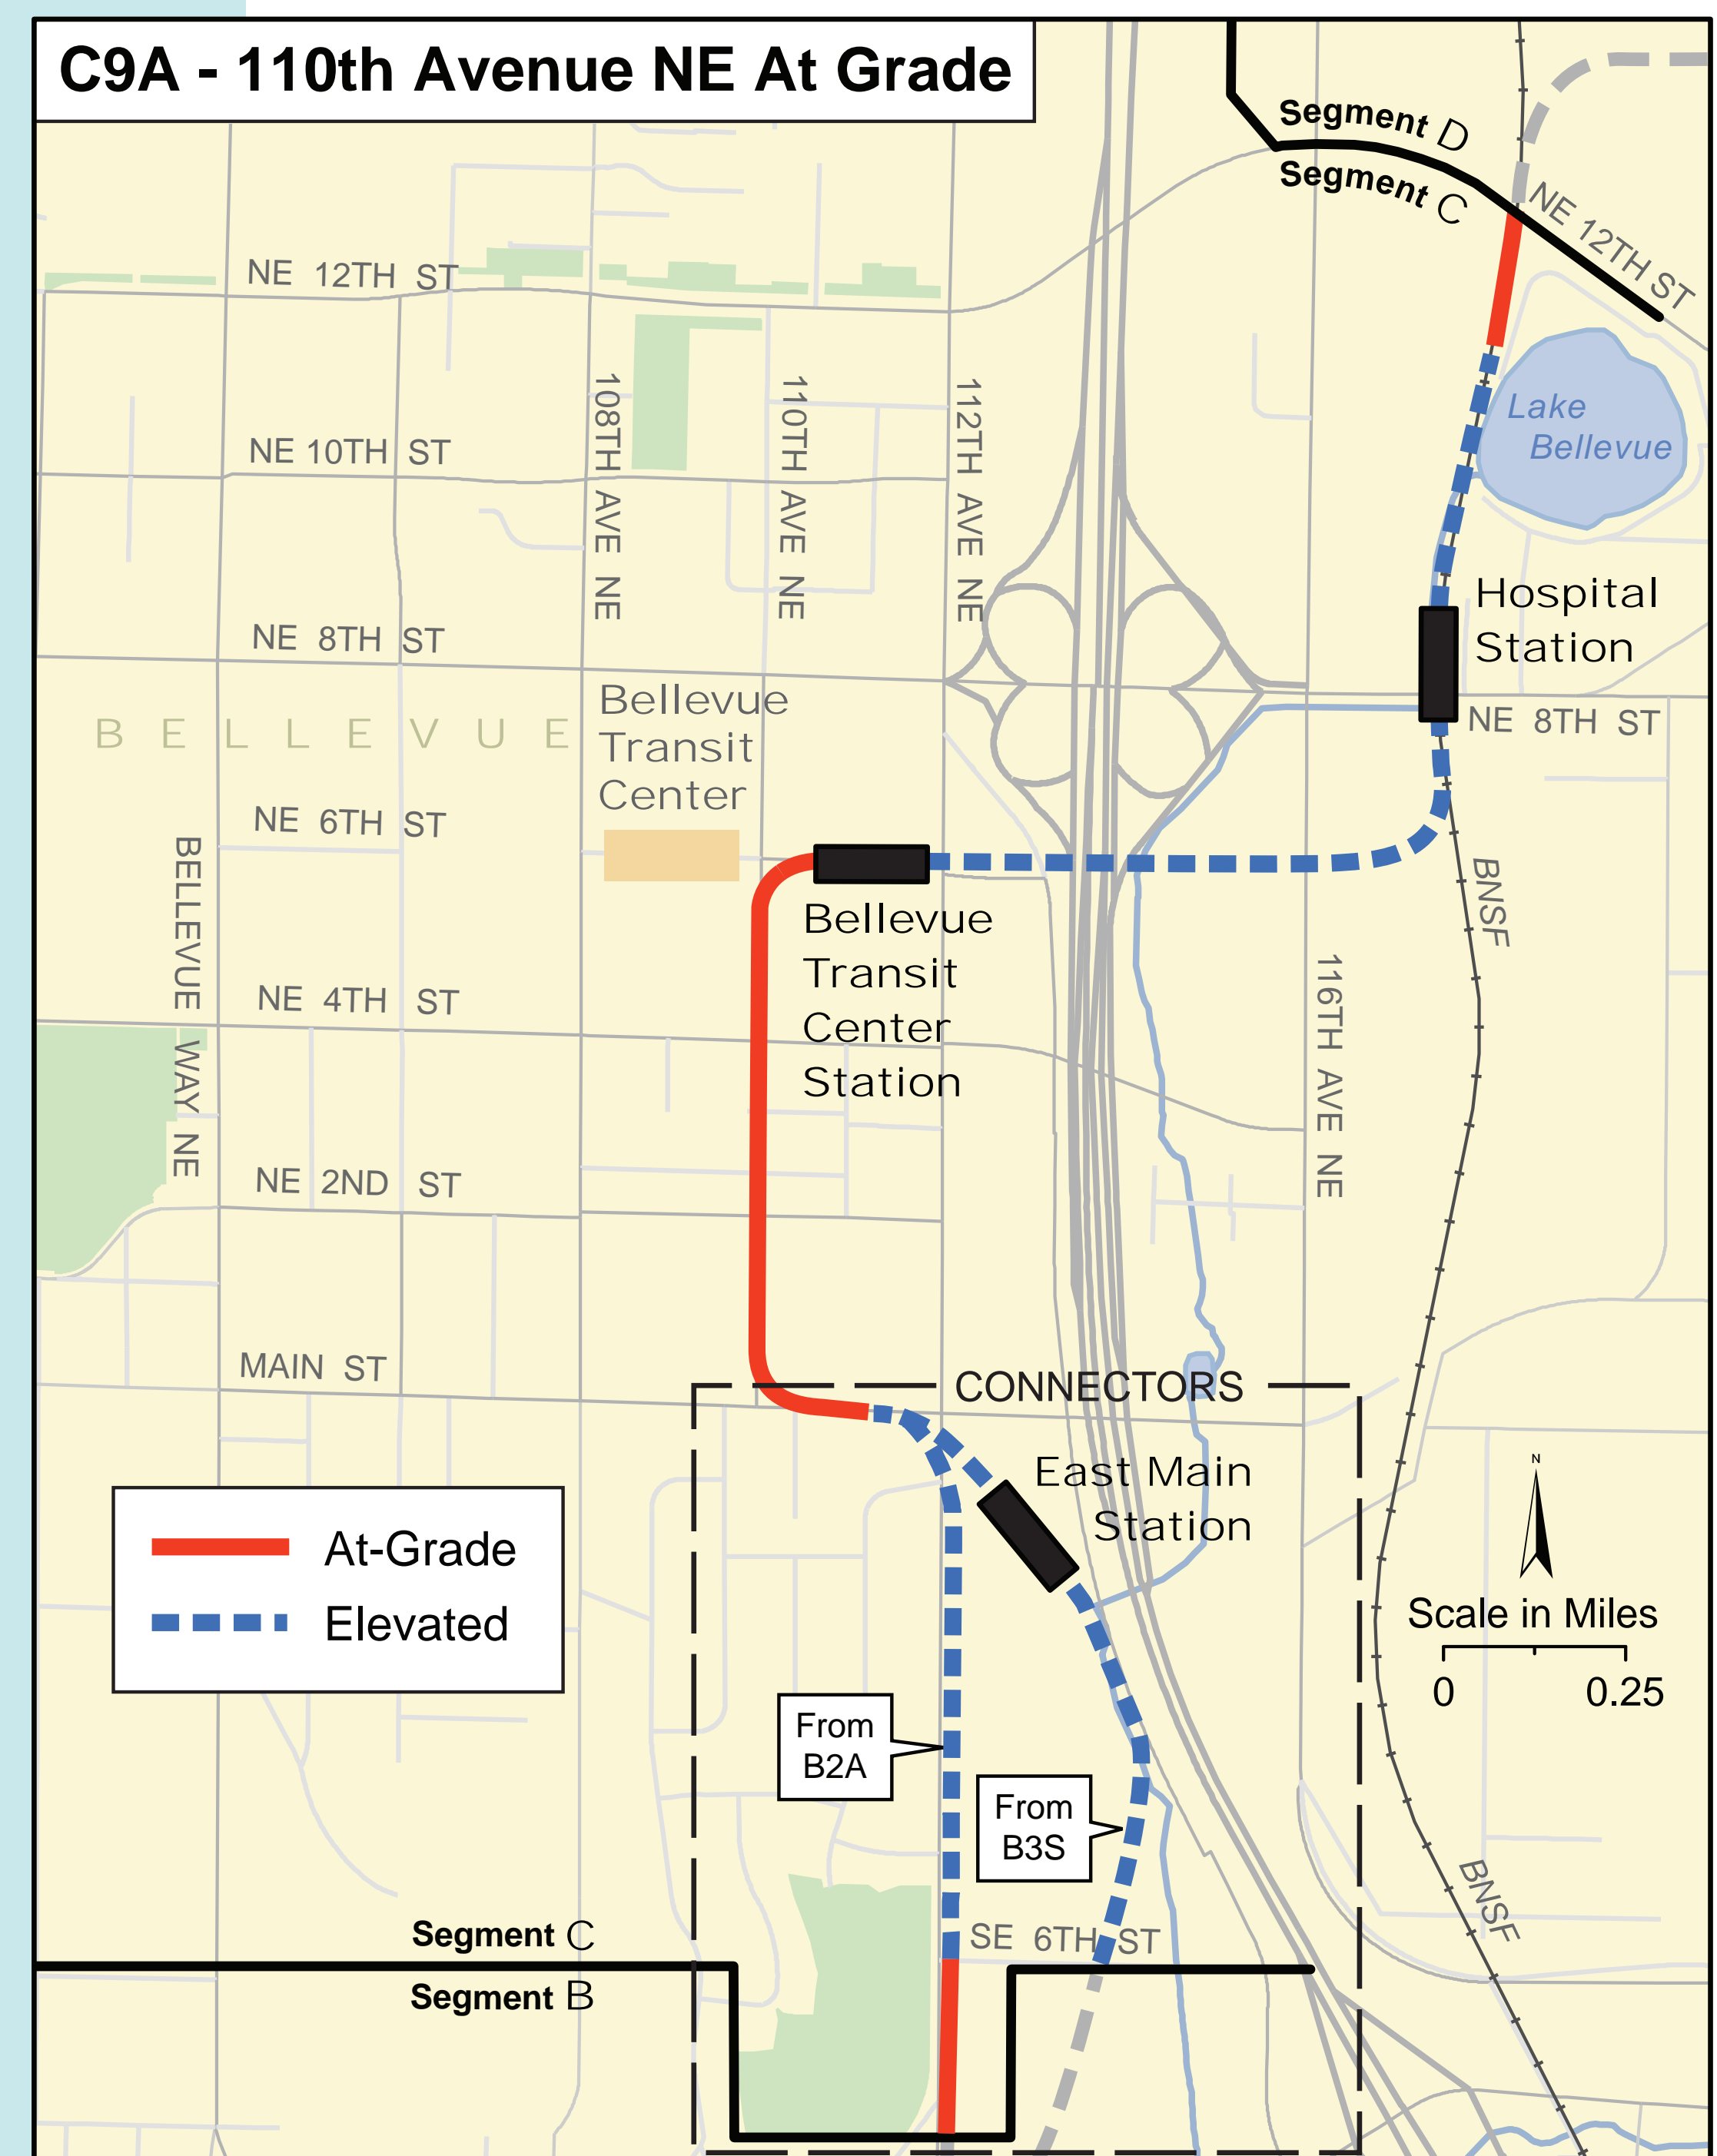 C9A - 110th Avenue NE At Grade
Segment D
Segment C
NE 12TH ST
NE 12TH ST
Lake
Bellevue
108TH AVE NE
110TH AVE NE
112TH AVE NE
NE 10TH ST
Hospital
Station
NE 8TH ST
NE 8TH ST
BELLEVUE
Bellevue
Transit
Center
NE 6TH ST
BELLEVUE WAY NE
BNSF
Bellevue
Transit
Center
Station
116TH AVE NE
NE 4TH ST
NE 2ND ST
MAIN ST
CONNECTORS
East Main
Station
N
At-Grade
Elevated
Scale in Miles
0 0.25
From
B2A
From
B3S
BNSF
SE 6TH ST
Segment C
Segment B